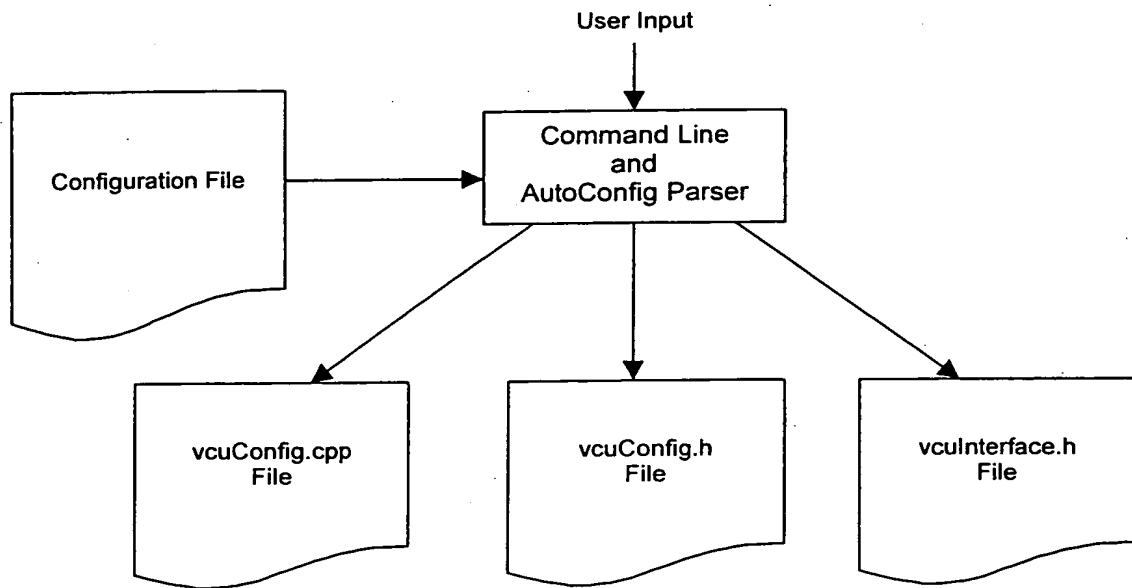 User Input
Command Line
and
AutoConfig Parser
Configuration File
vcuConfig.cpp
File
vcuConfig.h
File
vcuInterface.h
File